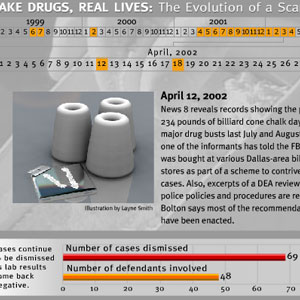 AKE DRUGS, REAL LIVES: The Evolution of a Sca
1999 2000 2001
2 3 4 5 6 7 8 9 10 11 12 1 2 3 4 5 6 7 8 9 10 11 12 1 2 3 4 5 6 7 8 9 10 11 12
April, 2002
2 3 4 5 6 7 8 9 10 11 12 13 14 15 16 17 18 19 20 21 22 23 24 25 26 27
April 12, 2002
News 8 reveals records showing the p
234 pounds of billiard cone chalk day
major drug busts last July and August
one of the informants has told the FB
was bought at various Dallas-area bil
stores as part of a scheme to contrive
cases. Also, excerpts of a DEA review
police policies and procedures are re
Bolton says most of the recommenda
have been enacted.
Illustration by Layne Smith
ases continue
o be dismissed
s lab results
ome back
egative.
Number of cases dismissed
69
Number of defendants involved
48
0 10 20 30 40 50 60 70